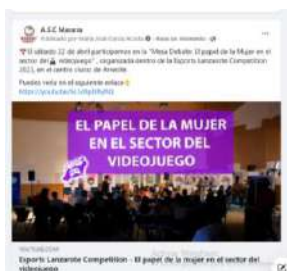 A.S.C Mararía
El sábado 22 de abril participamos en la "Mesa Debate: El papel de la Mujer en el
sector del videojuego", organizada dentro de la Esports Lanzarote Competition
2023, en el centro cívico de Arrecife.
Puedes verla en el siguiente enlace
EL PAPEL DE LA MUJER
EN EL SECTOR DEL
VIDEOJUEGO
YOUTUBE.COM
Esports Lanzarote Competition - El papel de la mujer en el sector del
videojuego